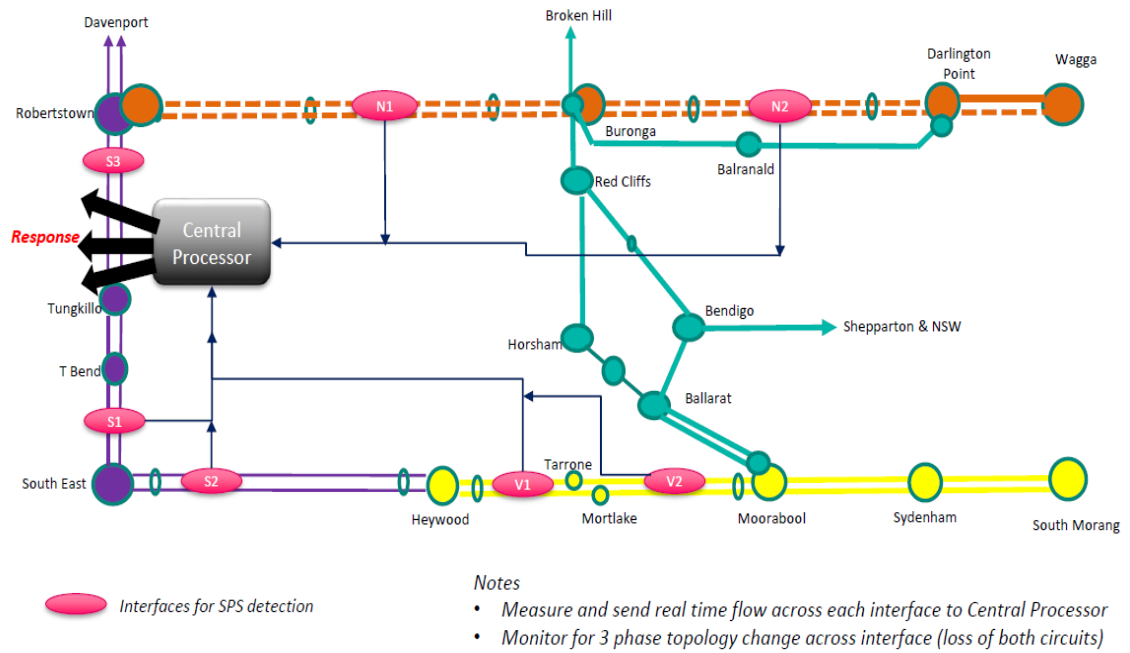 Davenport
Broken Hill
Darlington
Point
Wagga
Robertstown
N1
N2
Buronga
Balranald
S3
Red Cliffs
Response
Central
Processor
Tungkillo
Bendigo
Shepparton & NSW
Horsham
T Bend
Ballarat
S1
Tarrone
South East
S2
V1
V2
Heywood
Mortlake
Moorabool
Sydenham
South Morang
Interfaces for SPS detection
Notes
• Measure and send real time flow across each interface to Central Processor
• Monitor for 3 phase topology change across interface (loss of both circuits)